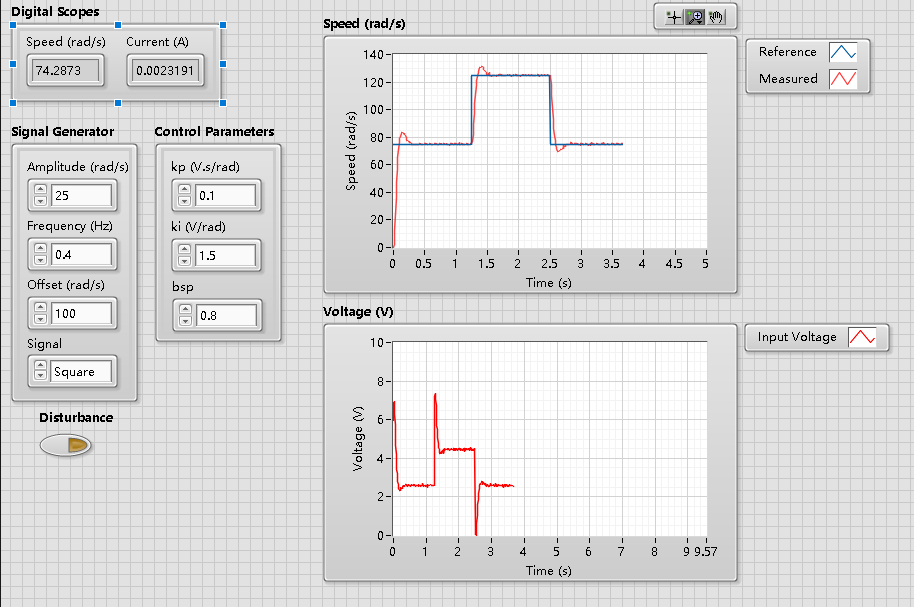 Digital Scopes
Speed (rad/s) Current (A)
74.2873 0.0023191
Signal Generator
Amplitude (rad/s)
25
Frequency (Hz)
0.4
Offset (rad/s)
100
Signal
Square
Disturbance
Control Parameters
kp (V.s/rad)
0.1
ki (V/rad)
1.5
bsp
0.8
Speed (rad/s)
Reference
Measured
Speed (rad/s)
140
120
100
80
60
40
20
0
0 0.5 1 1.5 2 2.5 3 3.5 4 4.5 5
Time (s)
Voltage (V)
Input Voltage
Voltage (V)
10
8
6
4
2
0
0 1 2 3 4 5 6 7 8 9 9.57
Time (s)